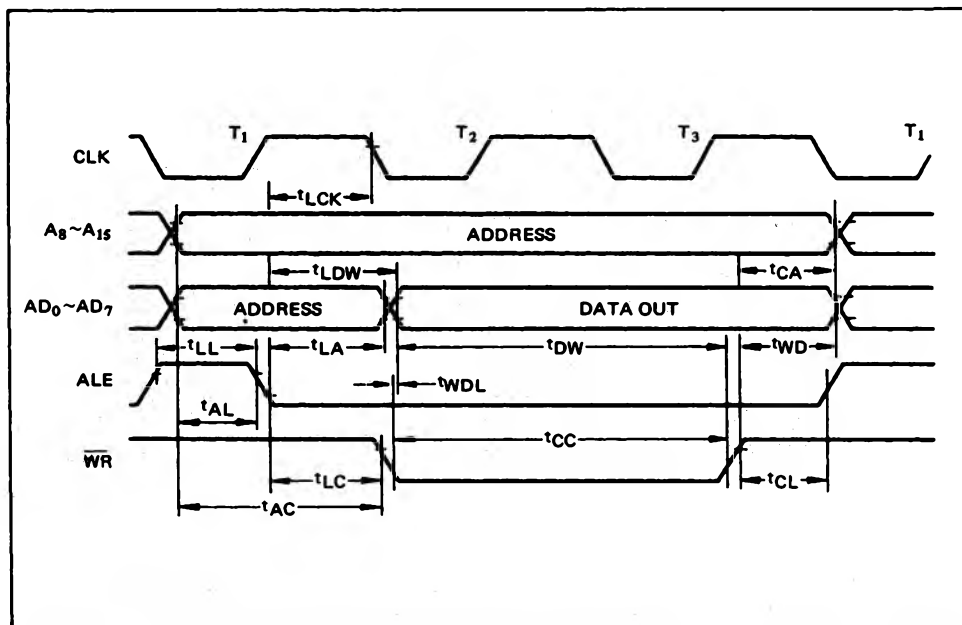 T1 T2 T3 T1
CLK
tLCK
A8~A15 ADDRESS
tLDW tCA
AD0~AD7 ADDRESS DATA OUT
tLL tLA tDW tWD
ALE tWDL
tAL
tCC
W̅R̅
tLC tCL
tAC